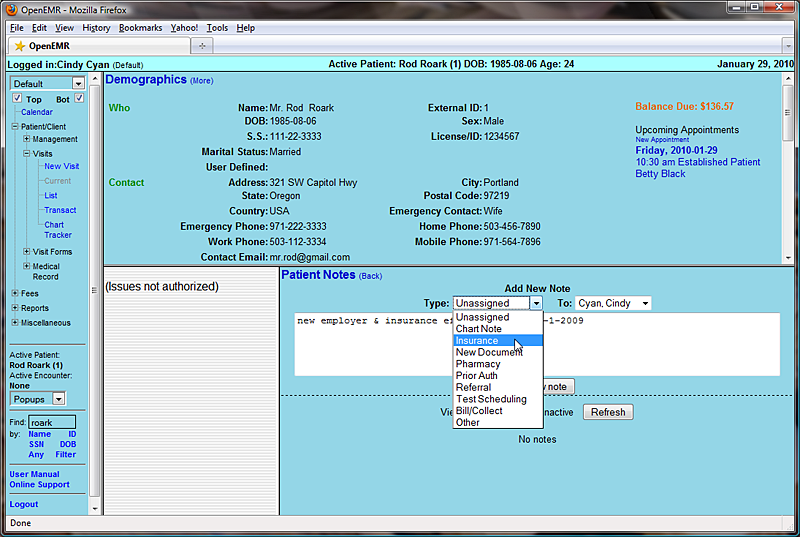 OpenEMR - Mozilla Firefox
File Edit View History Bookmarks Yahoo! Tools Help
OpenEMR
Logged in:Cindy Cyan (Default) Active Patient: Rod Roark (1) DOB: 1985-08-06 Age: 24 January 29, 2010
Default
Top Bot
Calendar
Patient/Client
Management
Visits
New Visit
Current
List
Transact
Chart
Tracker
Visit Forms
Medical
Record
Fees
Reports
Miscellaneous
Active Patient:
Rod Roark (1)
Active Encounter:
None
Popups
Find: roark
by: Name ID
SSN DOB
Any Filter
User Manual
Online Support
Logout
Demographics (More)
Who
Name: Mr. Rod Roark External ID: 1
DOB: 1985-08-06 Sex: Male
S.S.: 111-22-3333 License/ID: 1234567
Marital Status: Married
User Defined:
Contact
Address: 321 SW Capitol Hwy City: Portland
State: Oregon Postal Code: 97219
Country: USA Emergency Contact: Wife
Emergency Phone: 971-222-3333 Home Phone: 503-456-7890
Work Phone: 503-112-3334 Mobile Phone: 971-564-7896
Contact Email: mr.rod@gmail.com
Balance Due: $136.57
Upcoming Appointments
New Appointment
Friday, 2010-01-29
10:30 am Established Patient
Betty Black
(Issues not authorized)
Patient Notes (Back)
Add New Note
Type: Unassigned To: Cyan, Cindy
new employer & insurance -1-2009
Unassigned
Chart Note
Insurance
New Document
Pharmacy
Prior Auth
Referral
Test Scheduling
Bill/Collect
Other
note
Refresh
No notes
Done